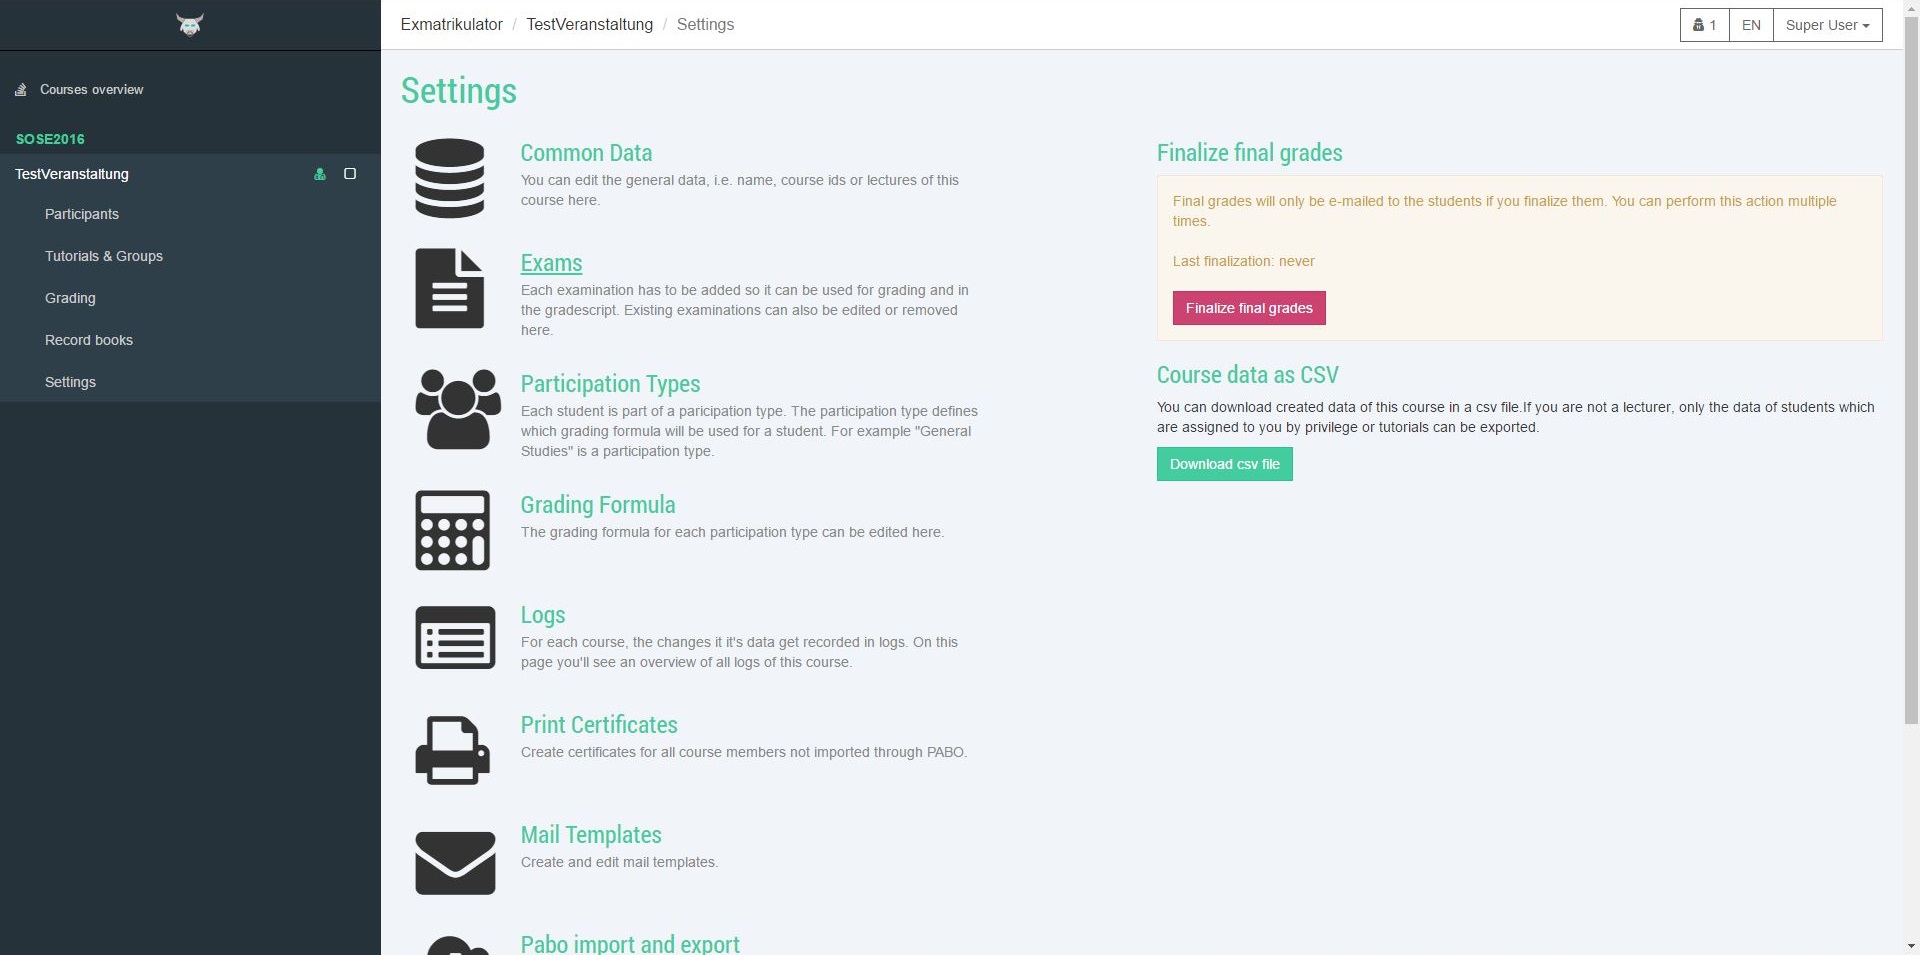 Exmatrikulator / TestVeranstaltung / Settings
1
EN
Super User
Courses overview
SOSE2016
TestVeranstaltung
Participants
Tutorials & Groups
Grading
Record books
Settings
Settings
Common Data
You can edit the general data, i.e. name, course ids or lectures of this
course here.
Exams
Each examination has to be added so it can be used for grading and in
the gradescript. Existing examinations can also be edited or removed
here.
Participation Types
Each student is part of a paricipation type. The participation type defines
which grading formula will be used for a student. For example "General
Studies" is a participation type.
Grading Formula
The grading formula for each participation type can be edited here.
Logs
For each course, the changes it it's data get recorded in logs. On this
page you'll see an overview of all logs of this course.
Print Certificates
Create certificates for all course members not imported through PABO.
Mail Templates
Create and edit mail templates.
Pabo import and export
Finalize final grades
Final grades will only be e-mailed to the students if you finalize them. You can perform this action multiple
times.
Last finalization: never
Finalize final grades
Course data as CSV
You can download created data of this course in a csv file.If you are not a lecturer, only the data of students which
are assigned to you by privilege or tutorials can be exported.
Download csv file